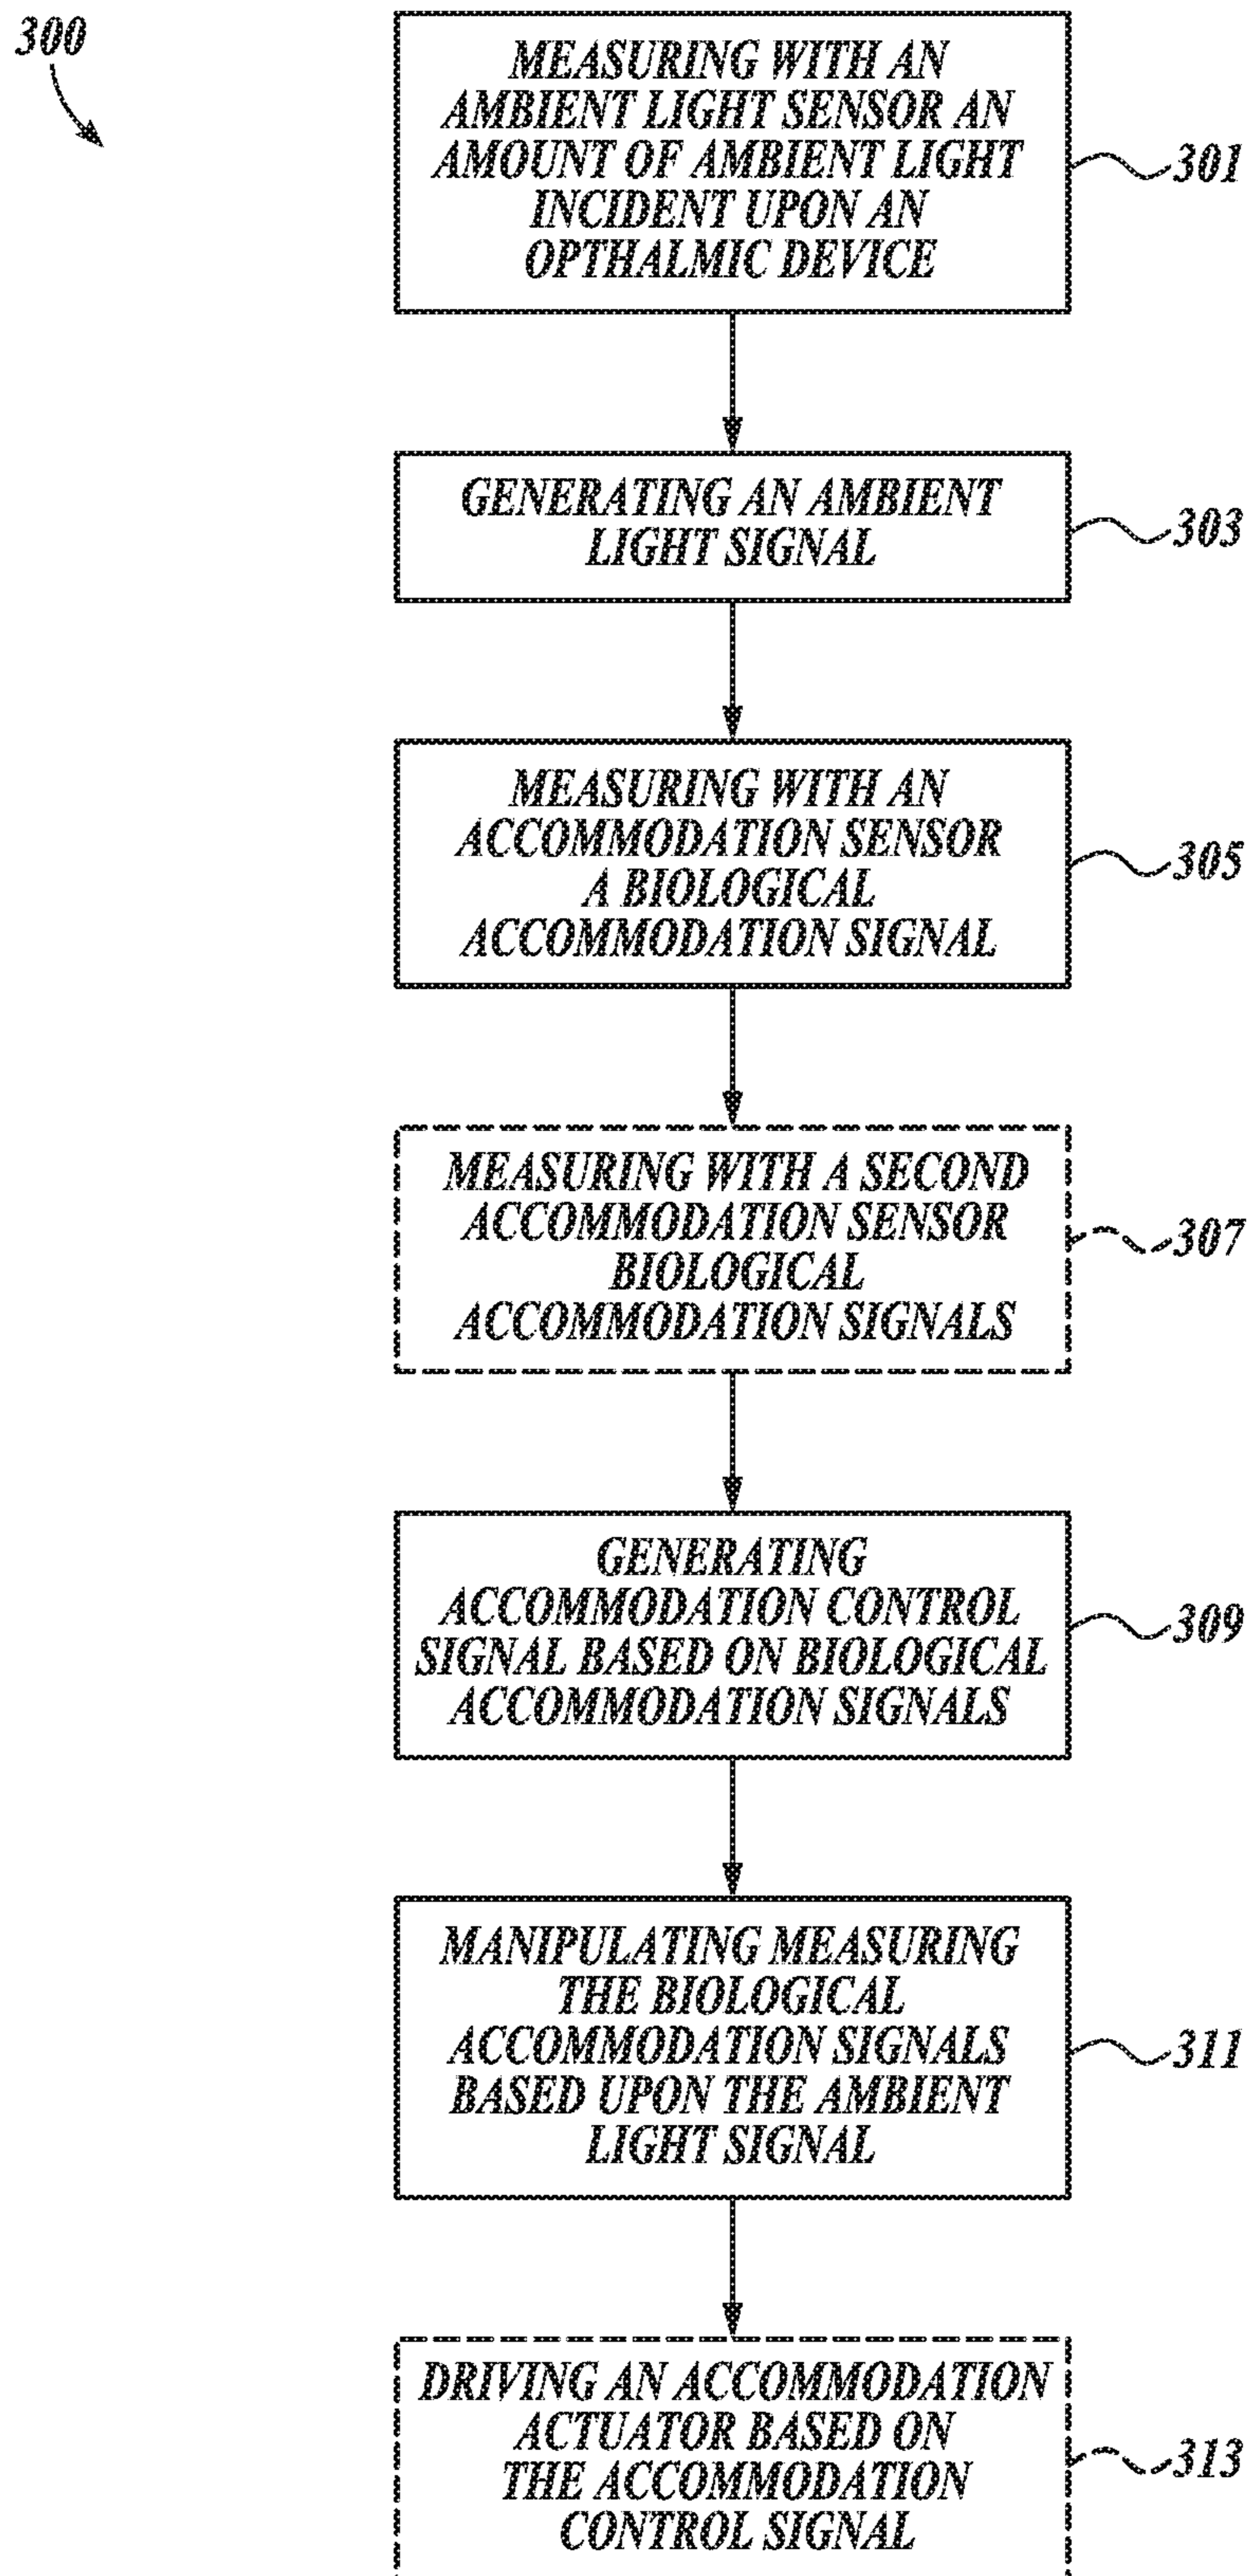 300
MEASURING WITH AN
AMBIENT LIGHT SENSOR AN
AMOUNT OF AMBIENT LIGHT
INCIDENT UPON AN
OPTHALMIC DEVICE
301
GENERATING AN AMBIENT
LIGHT SIGNAL
303
MEASURING WITH AN
ACCOMMODATION SENSOR
A BIOLOGICAL
ACCOMMODATION SIGNAL
305
MEASURING WITH A SECOND
ACCOMMODATION SENSOR
BIOLOGICAL
ACCOMMODATION SIGNALS
307
GENERATING
ACCOMMODATION CONTROL
SIGNAL BASED ON BIOLOGICAL
ACCOMMODATION SIGNALS
309
MANIPULATING MEASURING
THE BIOLOGICAL
ACCOMMODATION SIGNALS
BASED UPON THE AMBIENT
LIGHT SIGNAL
311
DRIVING AN ACCOMMODATION
ACTUATOR BASED ON
THE ACCOMMODATION
CONTROL SIGNAL
313